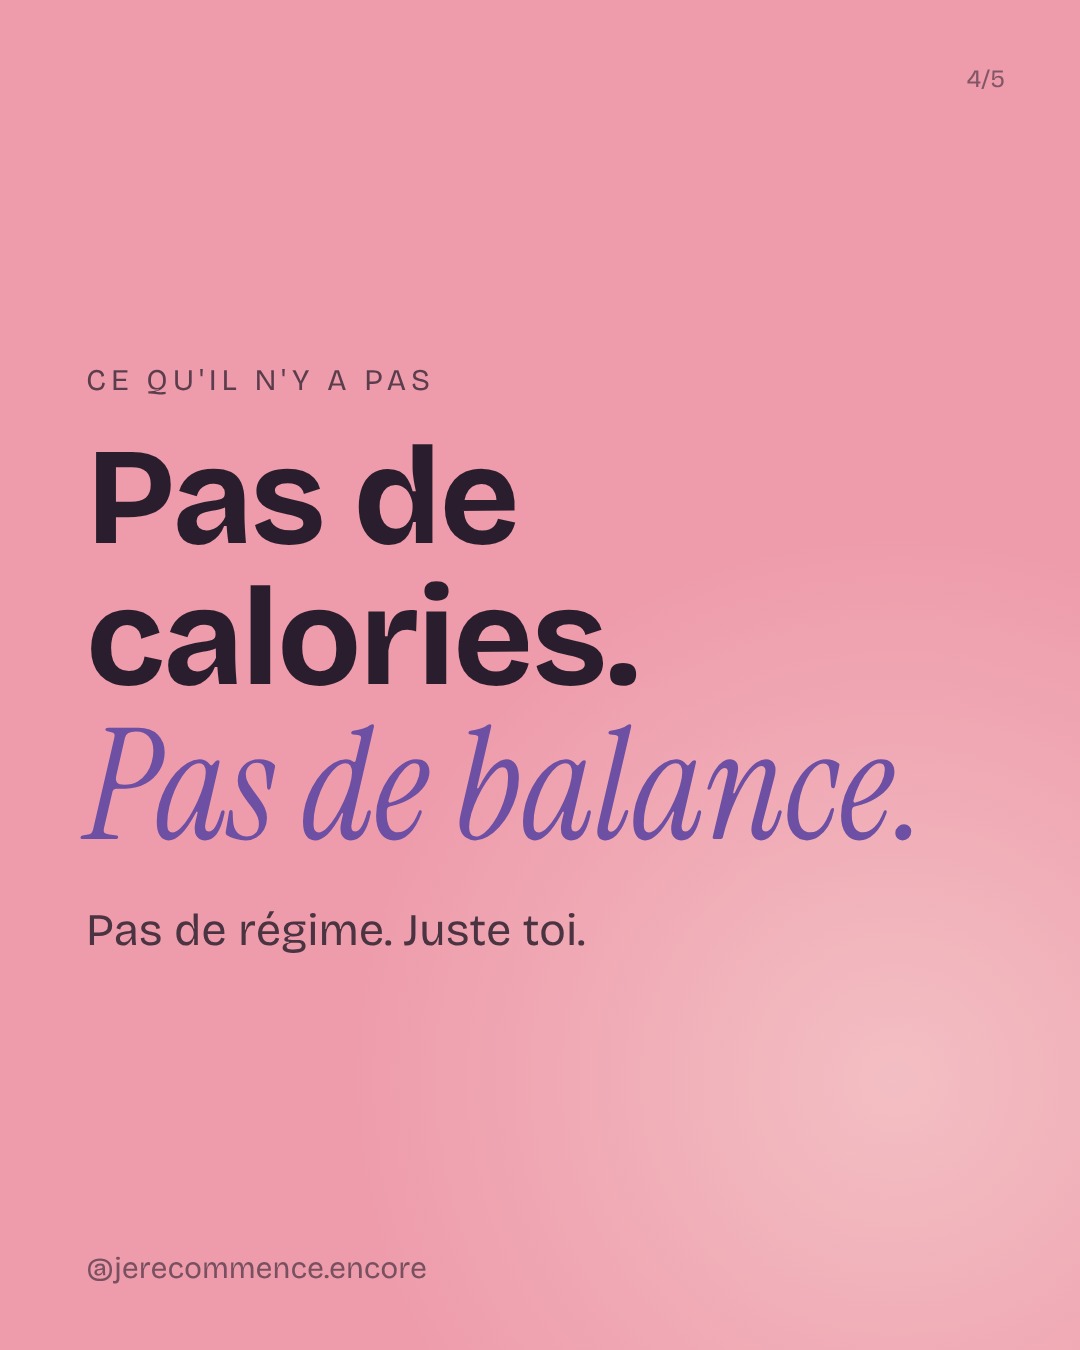 4/5
CE QU'IL N'Y A PAS
Pas de
calories.
Pas de balance.
Pas de régime. Juste toi.
@jerecommence.encore